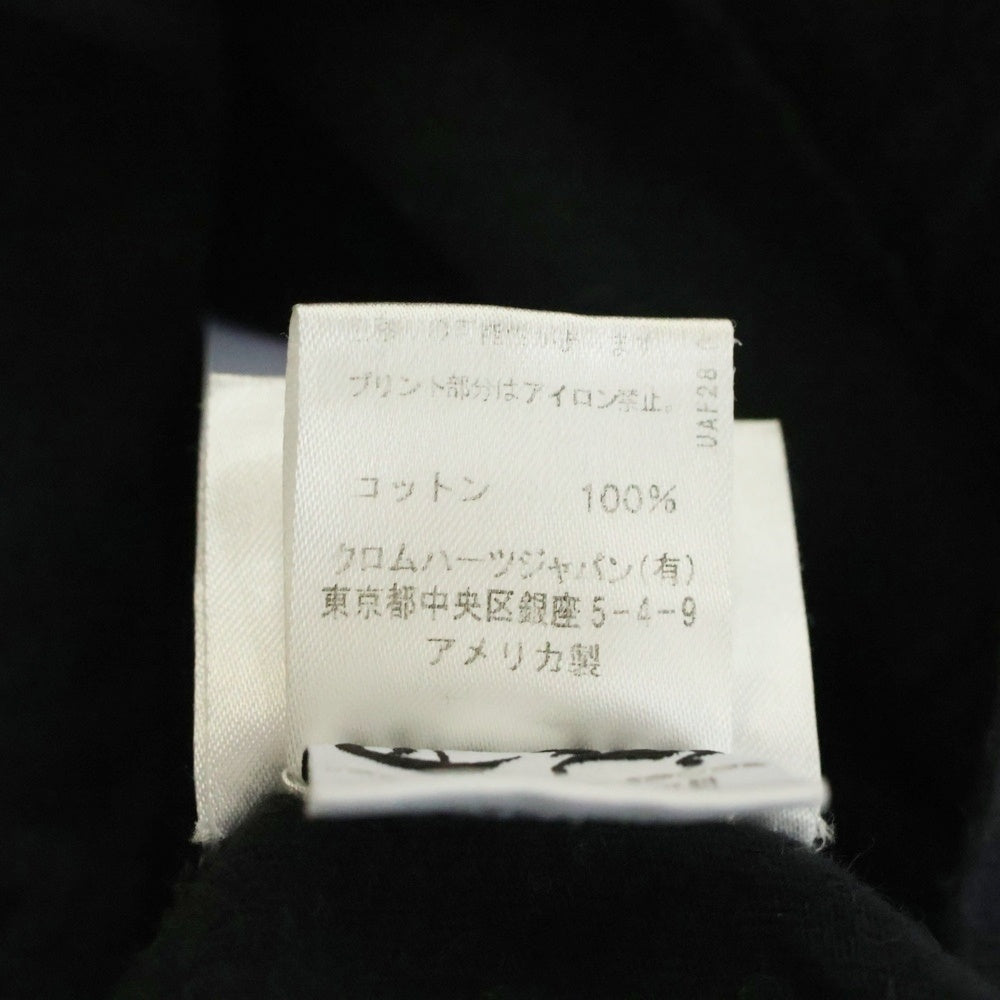 プリント部分はアイロン禁止。
コットン 100%
クロムハーツジャパン(有)
東京都中央区銀座5-4-9
アメリカ製